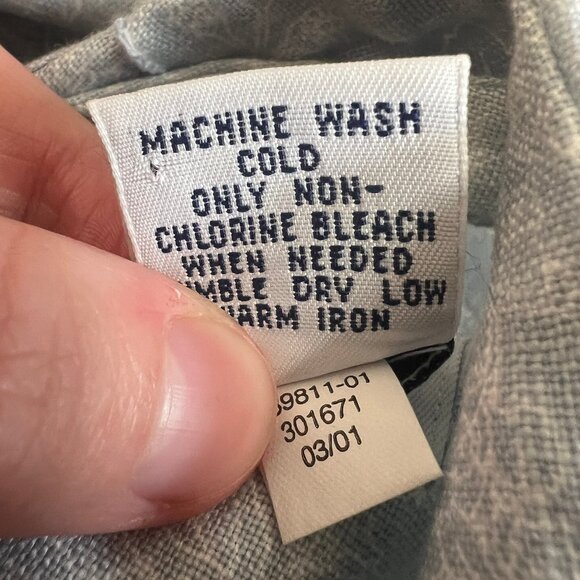 MACHINE WASH
COLD
ONLY NON-
CHLORINE BLEACH
WHEN NEEDED
DRY LOW
IRON
301671
03/01